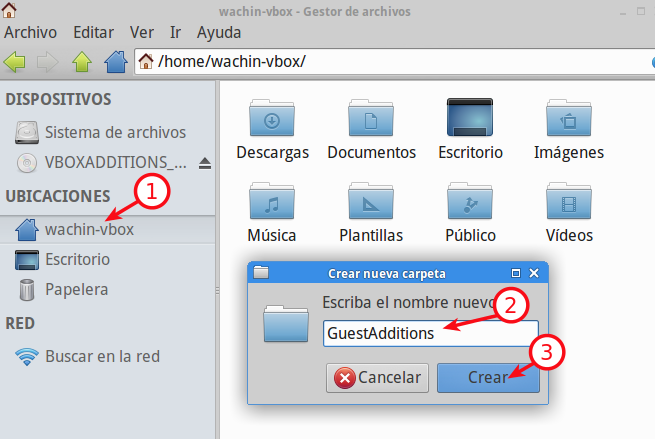 wachin-vbox - Gestor de archivos
Archivo Editar Ver Ir Ayuda
/home/wachin-vbox/
DISPOSITIVOS
Sistema de archivos
VBOXADDITIONS_...
UBICACIONES
1
wachin-vbox
Escritorio
Papelera
RED
Buscar en la red
Descargas Documentos Escritorio Imágenes
Música Plantillas Público Vídeos
Crear nueva carpeta
Escriba el nombre nuevo
2
GuestAdditions
3
Cancelar Crear